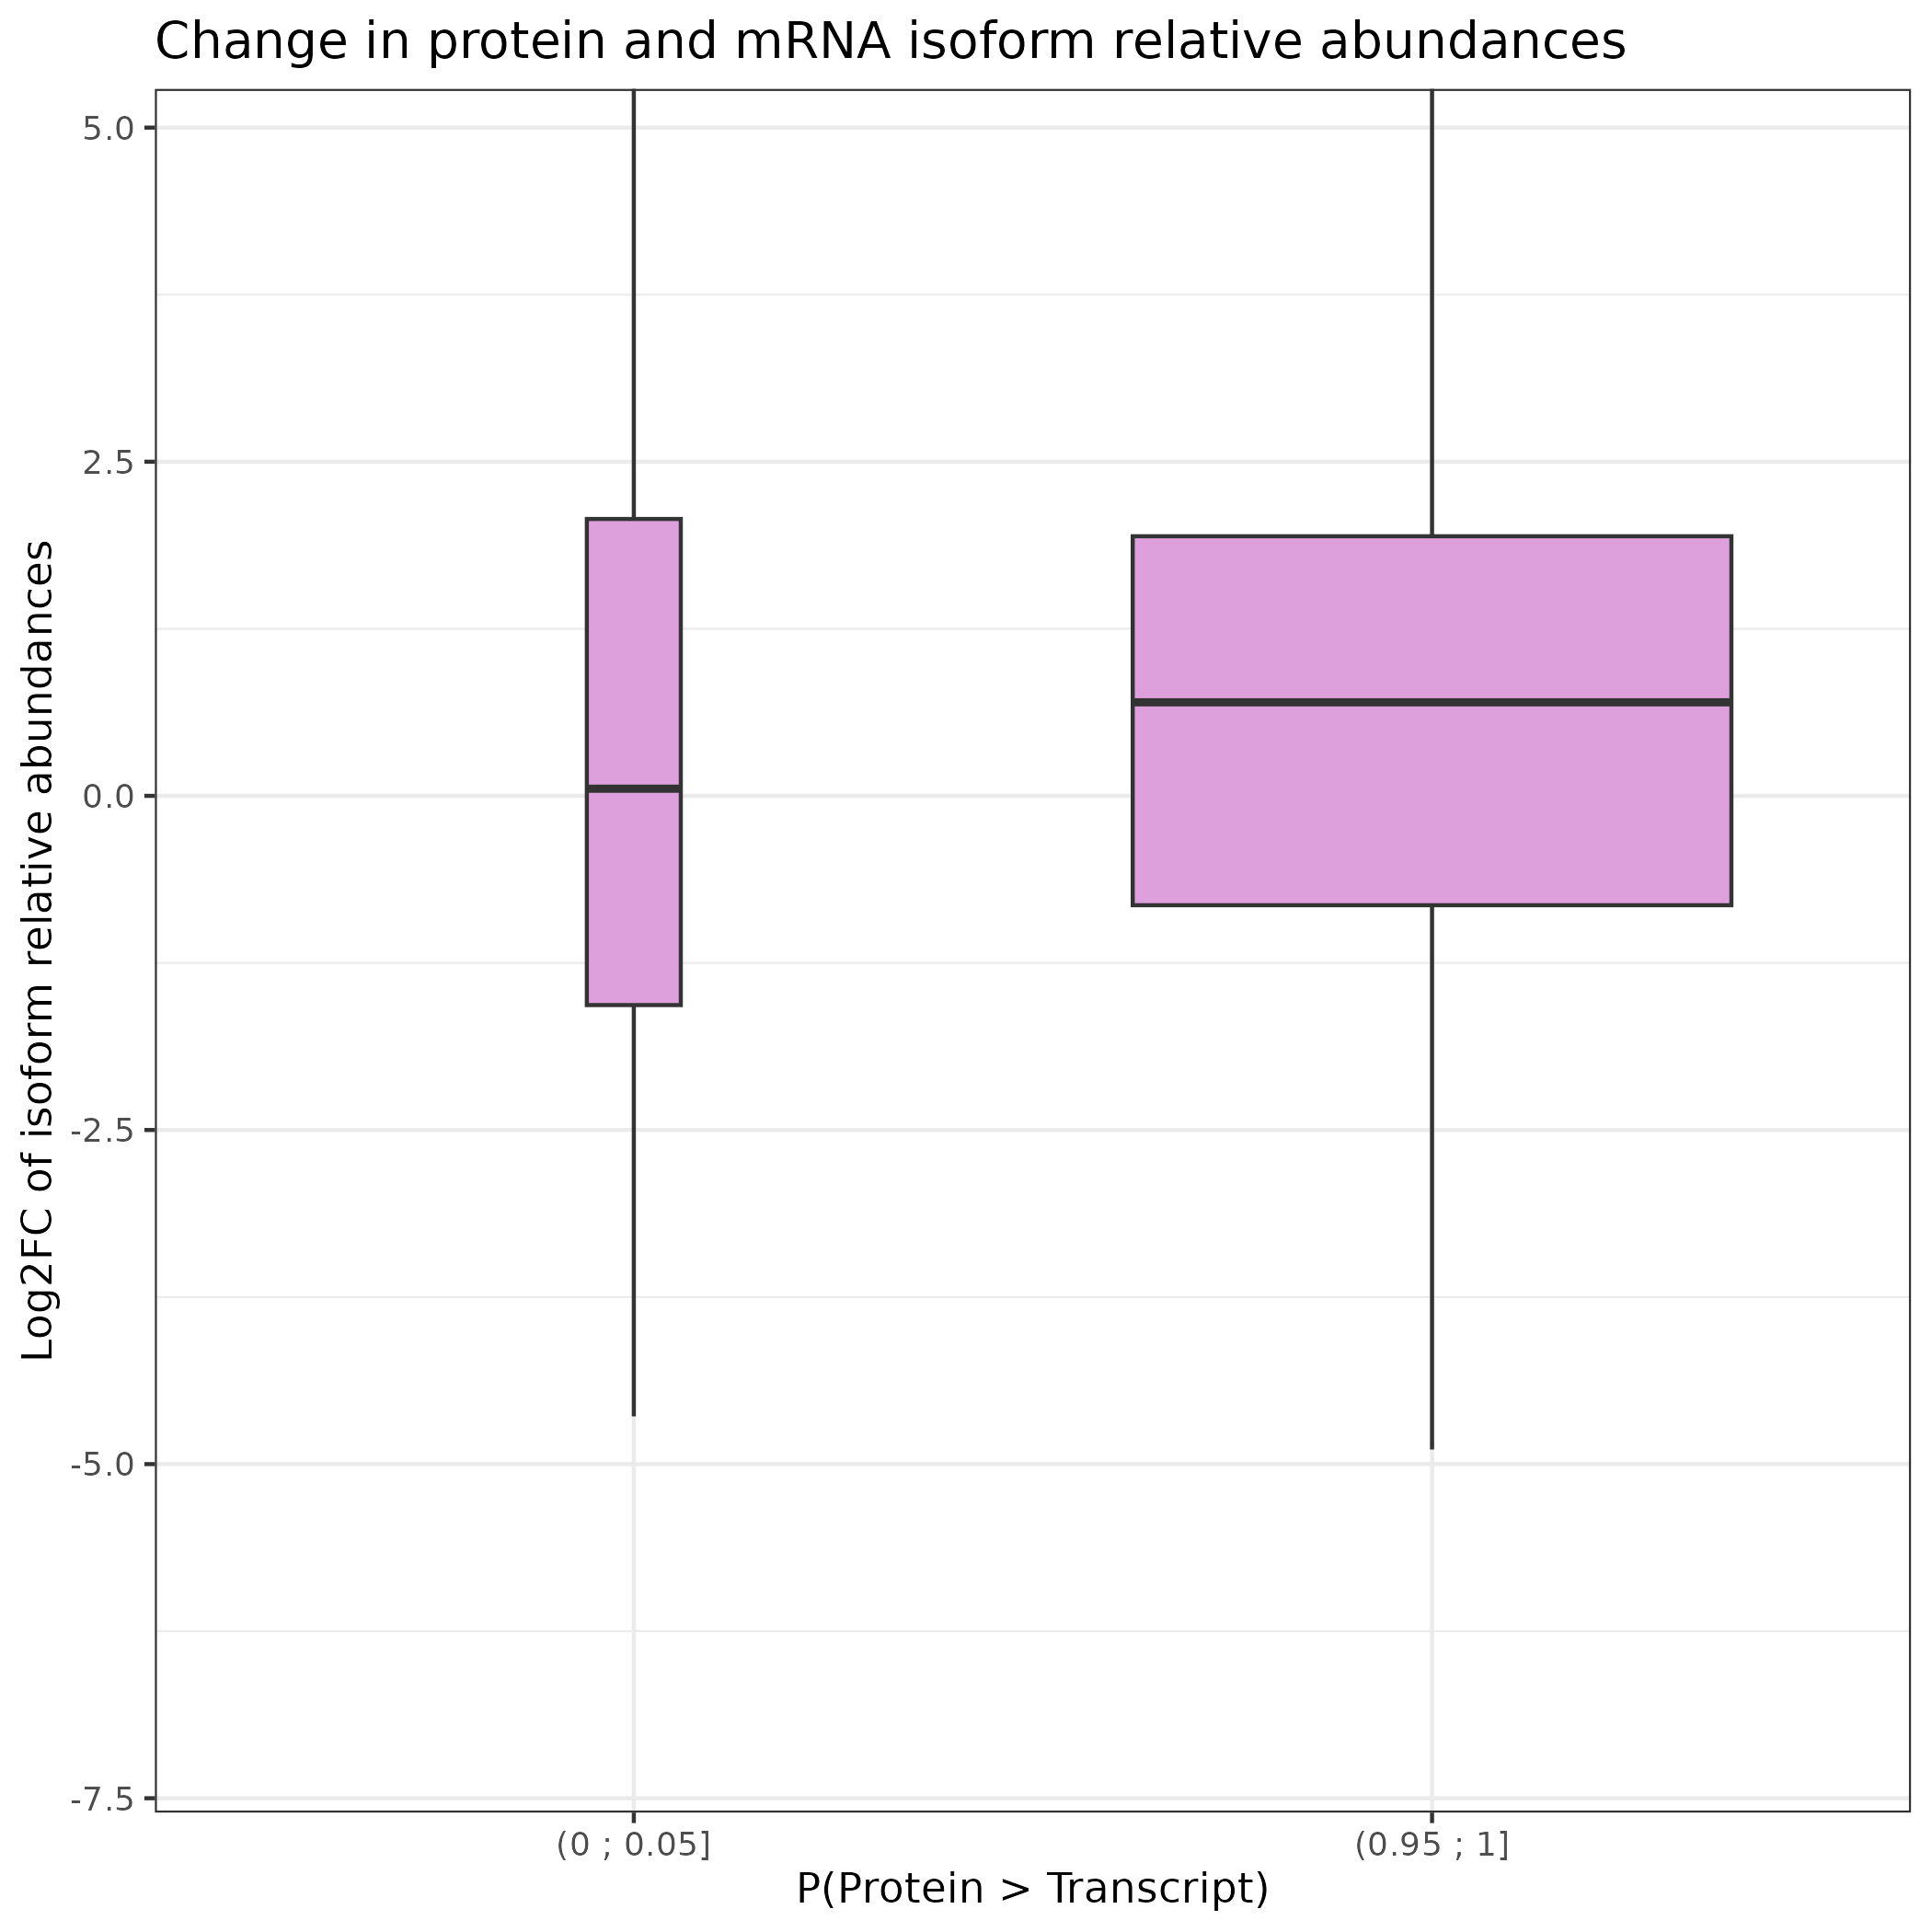 Change in protein and mRNA isoform relative abundances
Log2FC of isoform relative abundances
5.0
2.5
0.0
-2.5
-5.0
-7.5
(0 ; 0.05]
(0.95 ; 1]
P(Protein > Transcript)